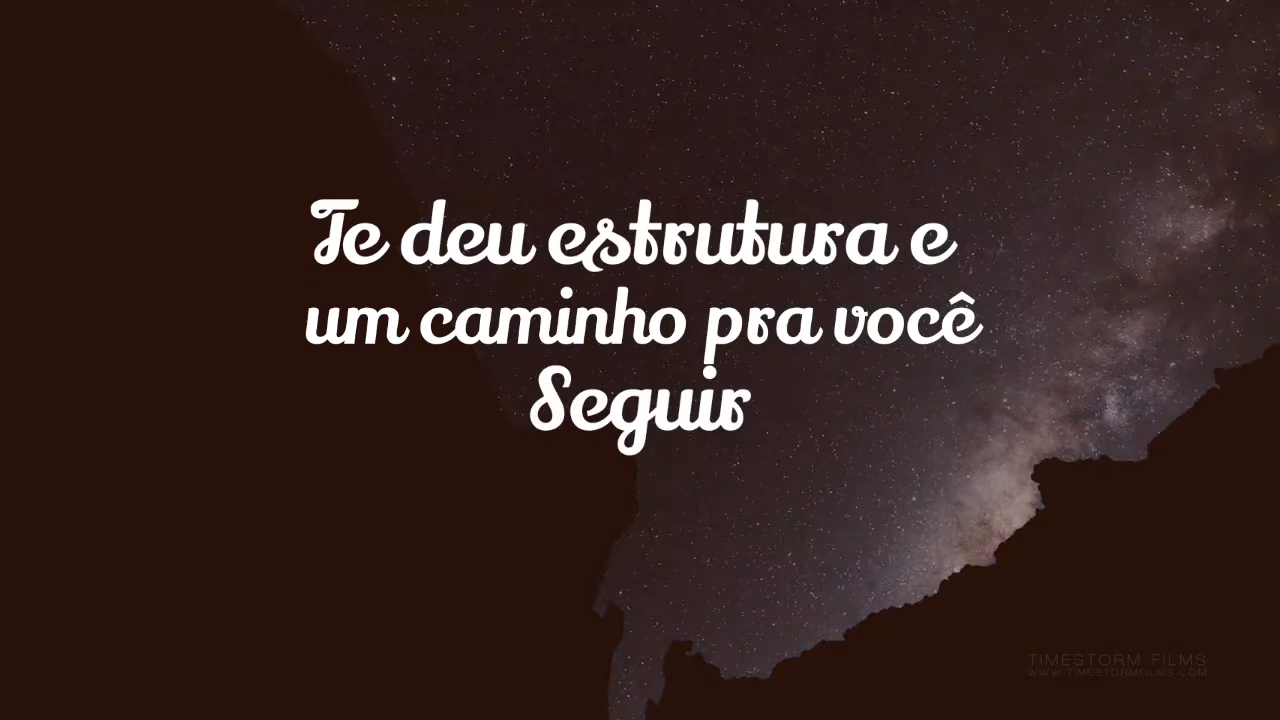 Te deu estrutura e
um caminho pra você
Seguir
TIMESTORM FILMS
WWW.TIMESTORMFILMS.COM